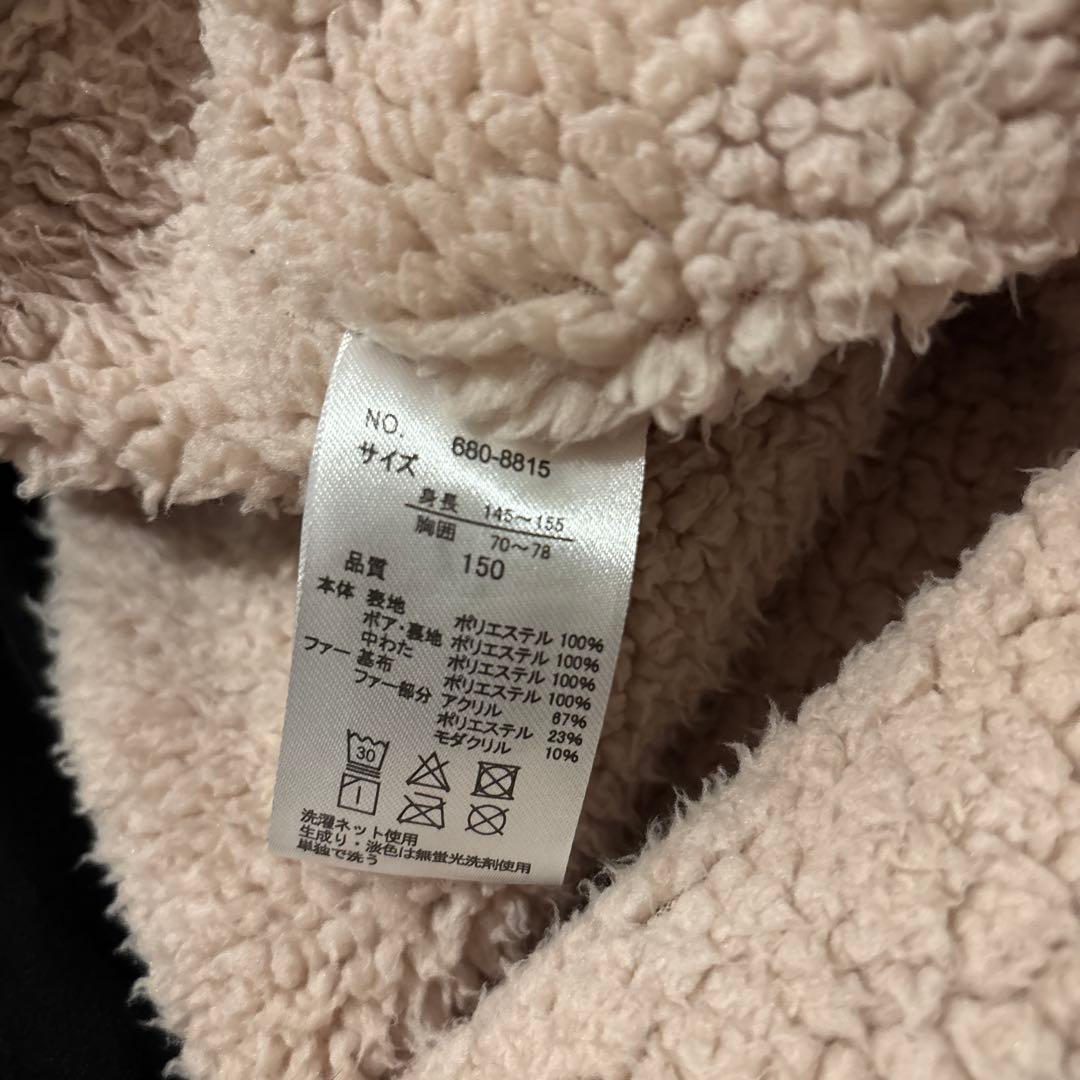 NO. 680-8815
サイズ
身長 145～155
胸囲 70～78
150
品質
本体 表地 ポリエステル 100%
ボア・裏地 ポリエステル 100%
中わた ポリエステル 100%
ファー 基布 ポリエステル 100%
ファー部分 アクリル 67%
ポリエステル 23%
モダクリル 10%
30
洗濯ネット使用
生成り・淡色は無蛍光洗剤使用
単独で洗う